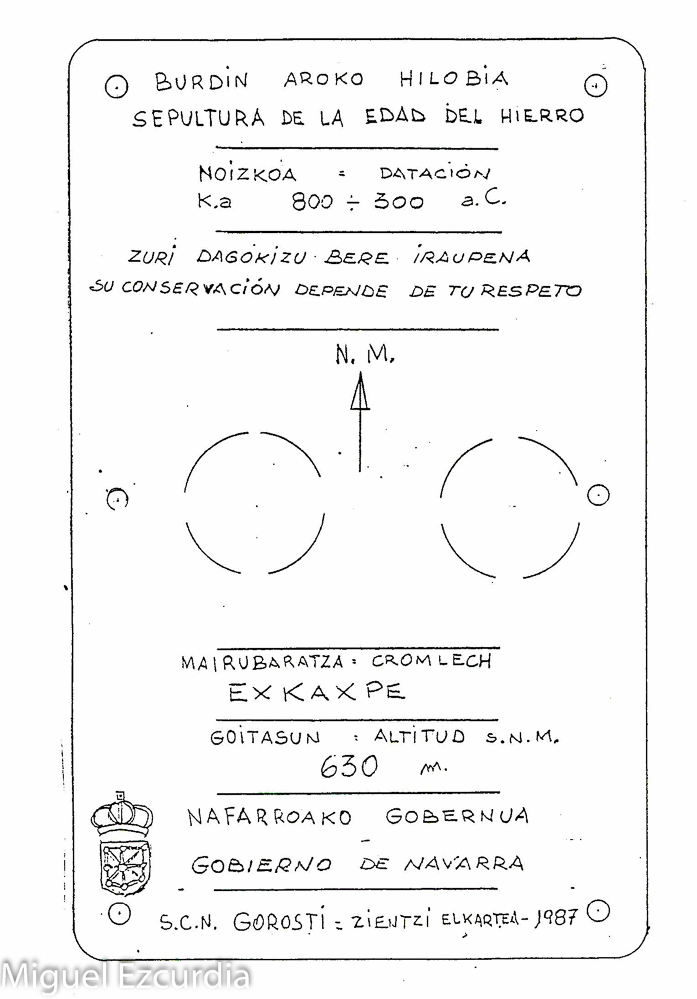 BURDIN AROKO HILOBIA
SEPULTURA DE LA EDAD DEL HIERRO
NOIZKOA = DATACIÓN
K.a 800 ÷ 300 a.C.
ZURI DAGOKIZU BERE IRAUPENA
SU CONSERVACIÓN DEPENDE DE TU RESPETO
N. M.
MAIRUBARATZA = CROMLECH
EXKAXPE
GOITASUN : ALTITUD S.N.M.
630 m.
NAFARROAKO GOBERNUA
GOBIERNO DE NAVARRA
S.C.N. GOROSTI = ZIENTZI ELKARTEA - 1987
Miguel Ezcurdia